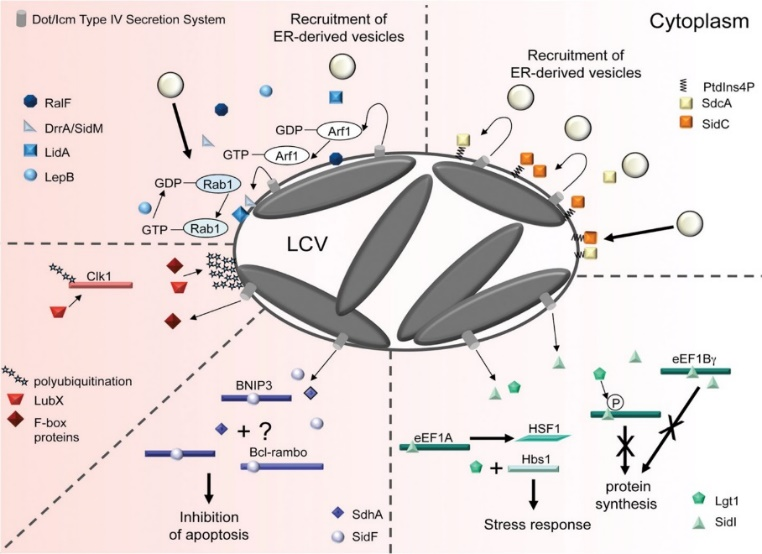 Dot/Icm Type IV Secretion System
Recruitment of
ER-derived vesicles
Cytoplasm
Recruitment of
ER-derived vesicles
PtdIns4P
SdcA
SidC
RalF
DrrA/SidM
LidA
LepB
GDP
Arf1
GTP
Arf1
GDP
Rab1
GTP
Rab1
LCV
Clk1
polyubiquitination
LubX
F-box
proteins
BNIP3
+ ?
Bcl-rambo
Inhibition
of apoptosis
SdhA
SidF
eEF1A
HSF1
+
Hbs1
Stress response
eEF1Bγ
P
protein
synthesis
Lgt1
SidI